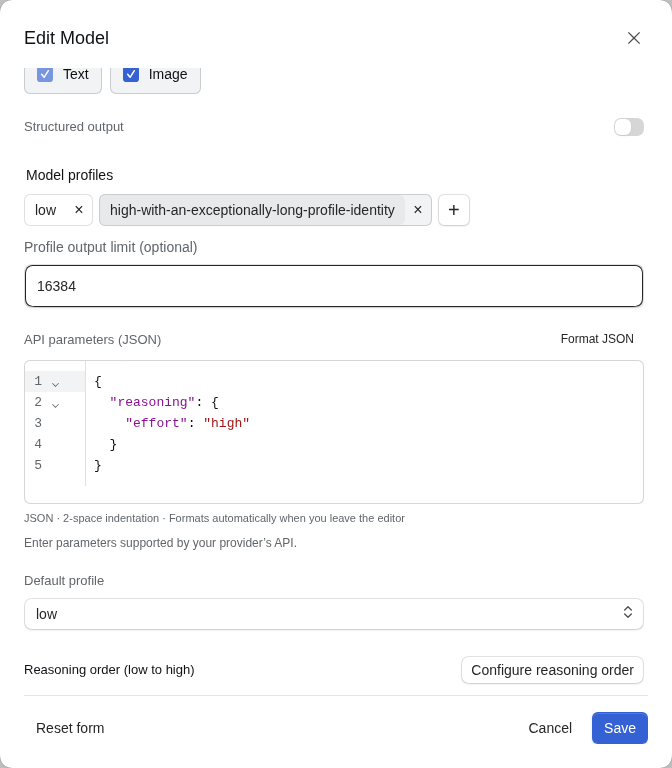 Edit Model
Text
Image
Structured output
Model profiles
low ×
high-with-an-exceptionally-long-profile-identity ×
+
Profile output limit (optional)
16384
API parameters (JSON)
Format JSON
1 {
2   "reasoning": {
3     "effort": "high"
4   }
5 }
JSON · 2-space indentation · Formats automatically when you leave the editor
Enter parameters supported by your provider’s API.
Default profile
low
Reasoning order (low to high)
Configure reasoning order
Reset form
Cancel
Save